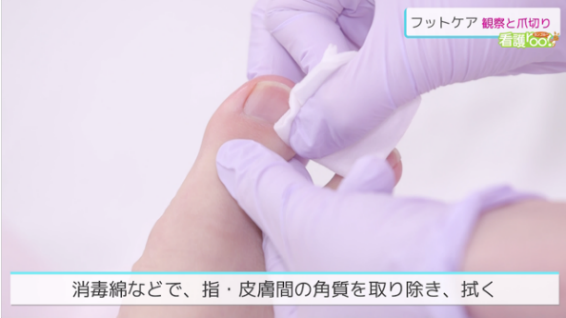 フットケア 観察と爪切り
看護roo!
消毒綿などで、指・皮膚間の角質を取り除き、拭く